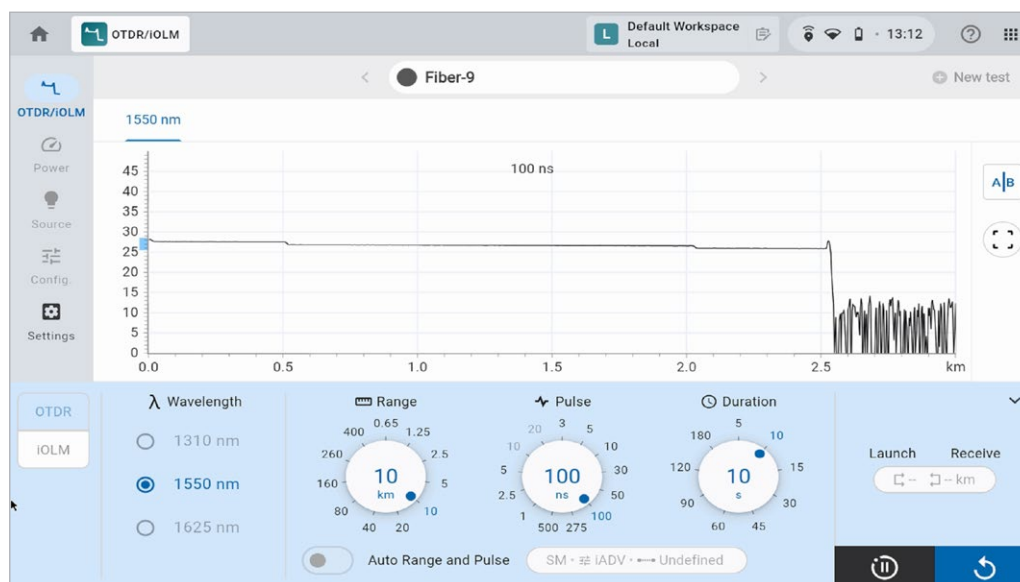 OTDR/iOLM
L
Default Workspace
Local
13:12
Fiber-9
New test
OTDR/iOLM
Power
Source
Config.
Settings
1550 nm
100 ns
45
40
35
30
25
20
15
10
5
0
0.0 0.5 1.0 1.5 2.0 2.5 km
A|B
OTDR
iOLM
λ Wavelength
1310 nm
1550 nm
1625 nm
Range
0.65
400 1.25
260 2.5
160 5
80 10
40 20
10
km
Pulse
20 3 5
10 10
5 30
2.5 50
1 100
500 275
100
ns
Duration
5
180 10
120 15
90 30
60 45
10
s
Launch Receive
-- -- km
Auto Range and Pulse
SM · iADV · Undefined